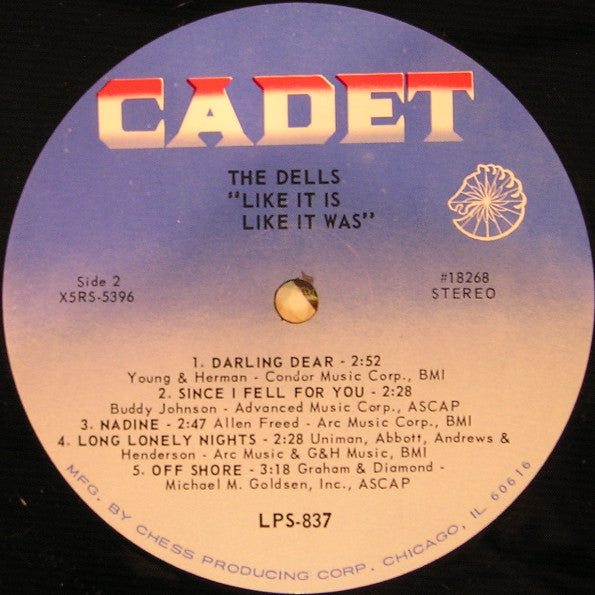 CADET
THE DELLS
"LIKE IT IS
LIKE IT WAS"
Side 2
X5RS-5396
#18268
STEREO
1. DARLING DEAR - 2:52
Young & Herman - Condor Music Corp., BMI
2. SINCE I FELL FOR YOU - 2:28
Buddy Johnson - Advanced Music Corp., ASCAP
3. NADINE - 2:47 Allen Freed - Arc Music Corp., BMI
4. LONG LONELY NIGHTS - 2:28 Uniman, Abbott, Andrews &
Henderson - Arc Music & G&H Music, BMI
5. OFF SHORE - 3:18 Graham & Diamond -
Michael M. Goldsen, Inc., ASCAP
LPS-837
MFG. BY CHESS PRODUCING CORP. CHICAGO, IL 60616